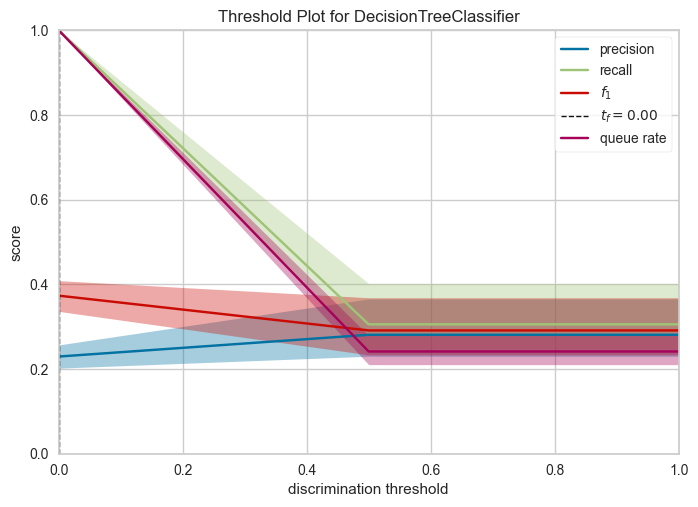 Threshold Plot for DecisionTreeClassifier
1.0
0.8
0.6
0.4
0.2
0.0
score
precision
recall
f1
tf = 0.00
queue rate
0.0 0.2 0.4 0.6 0.8 1.0
discrimination threshold